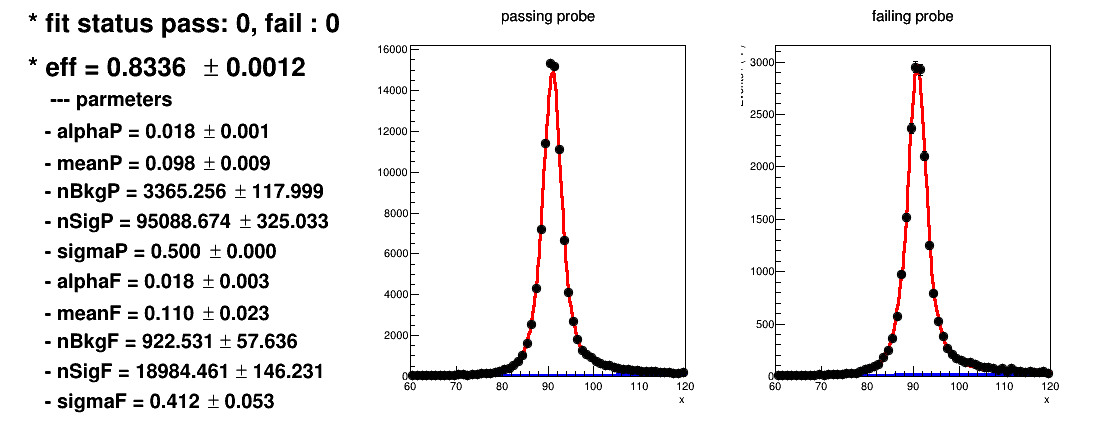 * fit status pass: 0, fail : 0
* eff = 0.8336 ± 0.0012
--- parmeters
- alphaP = 0.018 ± 0.001
- meanP = 0.098 ± 0.009
- nBkgP = 3365.256 ± 117.999
- nSigP = 95088.674 ± 325.033
- sigmaP = 0.500 ± 0.000
- alphaF = 0.018 ± 0.003
- meanF = 0.110 ± 0.023
- nBkgF = 922.531 ± 57.636
- nSigF = 18984.461 ± 146.231
- sigmaF = 0.412 ± 0.053
passing probe
16000
14000
12000
10000
8000
6000
4000
2000
0
60 70 80 90 100 110 120
x
failing probe
3000
2500
2000
1500
1000
500
0
60 70 80 90 100 110 120
x